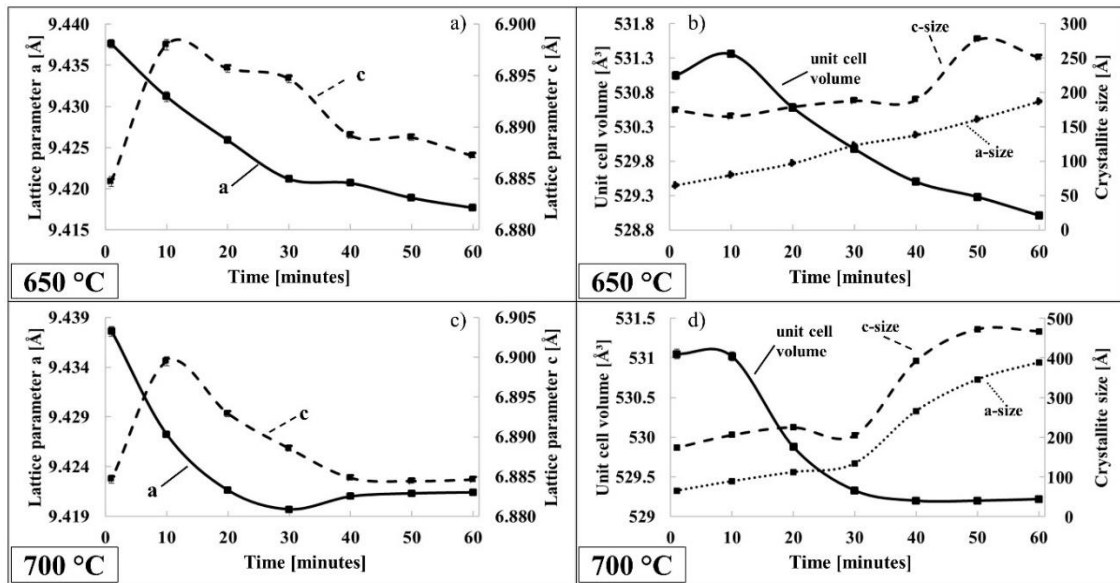 a)
Lattice parameter a [Å]
9.440
9.435
9.430
9.425
9.420
9.415
6.900
6.895
6.890
6.885
6.880
Lattice parameter c [Å]
c
a
0 10 20 30 40 50 60
Time [minutes]
650 °C
b)
Unit cell volume [Å³]
531.8
531.3
530.8
530.3
529.8
529.3
528.8
300
250
200
150
100
50
0
Crystallite size [Å]
c-size
unit cell
volume
a-size
0 10 20 30 40 50 60
Time [minutes]
650 °C
c)
Lattice parameter a [Å]
9.439
9.434
9.429
9.424
9.419
6.905
6.900
6.895
6.890
6.885
6.880
Lattice parameter c [Å]
c
a
0 10 20 30 40 50 60
Time [minutes]
700 °C
d)
Unit cell volume [Å³]
531.5
531
530.5
530
529.5
529
500
400
300
200
100
0
Crystallite size [Å]
unit cell
volume
c-size
a-size
0 10 20 30 40 50 60
Time [minutes]
700 °C